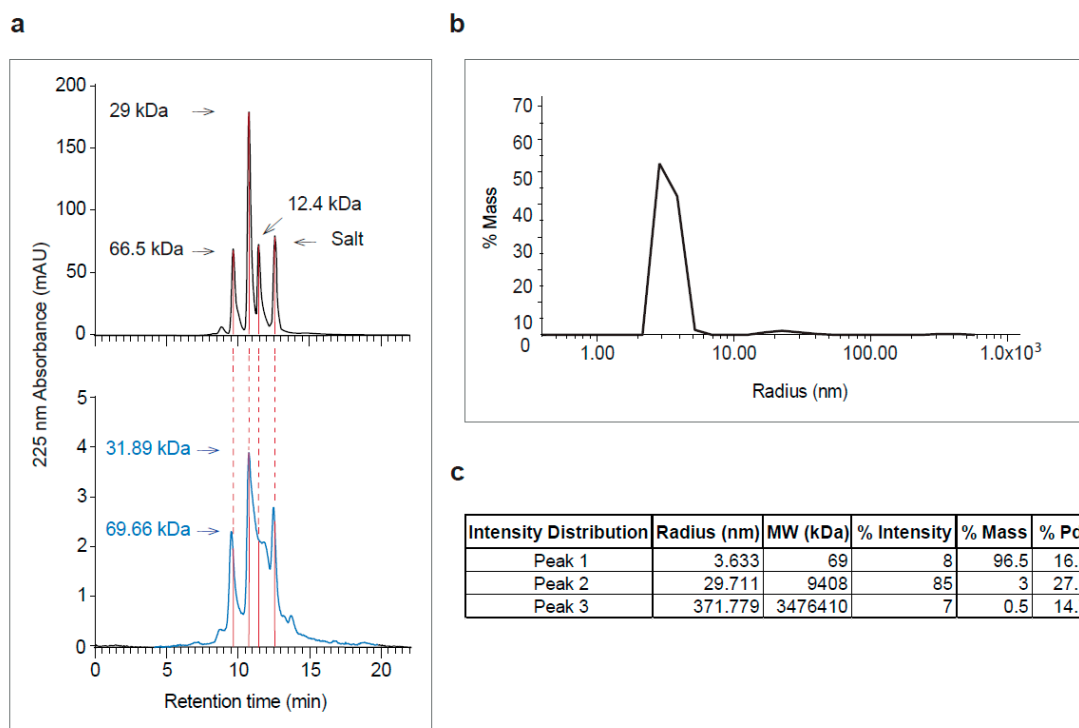 a
200
150
100
50
0
29 kDa
12.4 kDa
Salt
66.5 kDa
225 nm Absorbance (mAU)
5
4
3
2
1
0
31.89 kDa
69.66 kDa
0 5 10 15 20
Retention time (min)
b
70
60
50
40
30
20
10
0
% Mass
1.00 10.00 100.00 1.0x10³
Radius (nm)
c
Intensity Distribution Radius (nm) MW (kDa) % Intensity % Mass % Pd
Peak 1 3.633 69 8 96.5 16.
Peak 2 29.711 9408 85 3 27.
Peak 3 371.779 3476410 7 0.5 14.